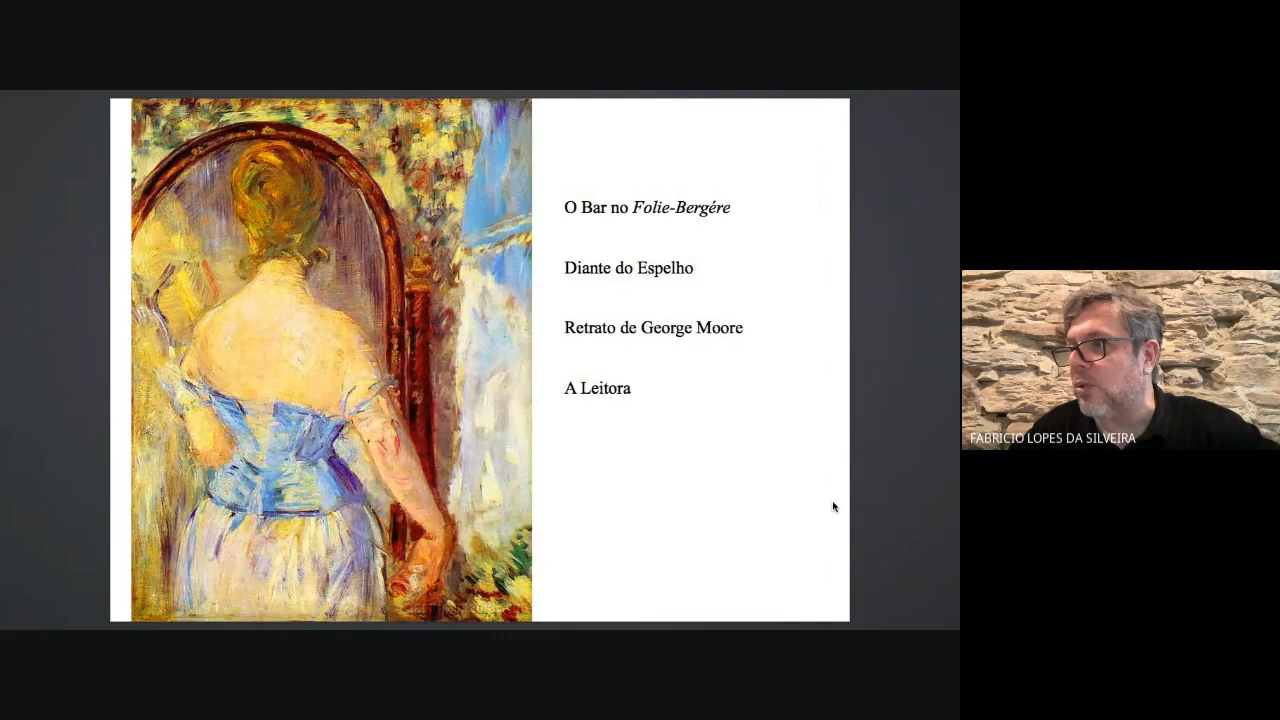 O Bar no Folie-Bergére
Diante do Espelho
Retrato de George Moore
A Leitora
FABRICIO LOPES DA SILVEIRA